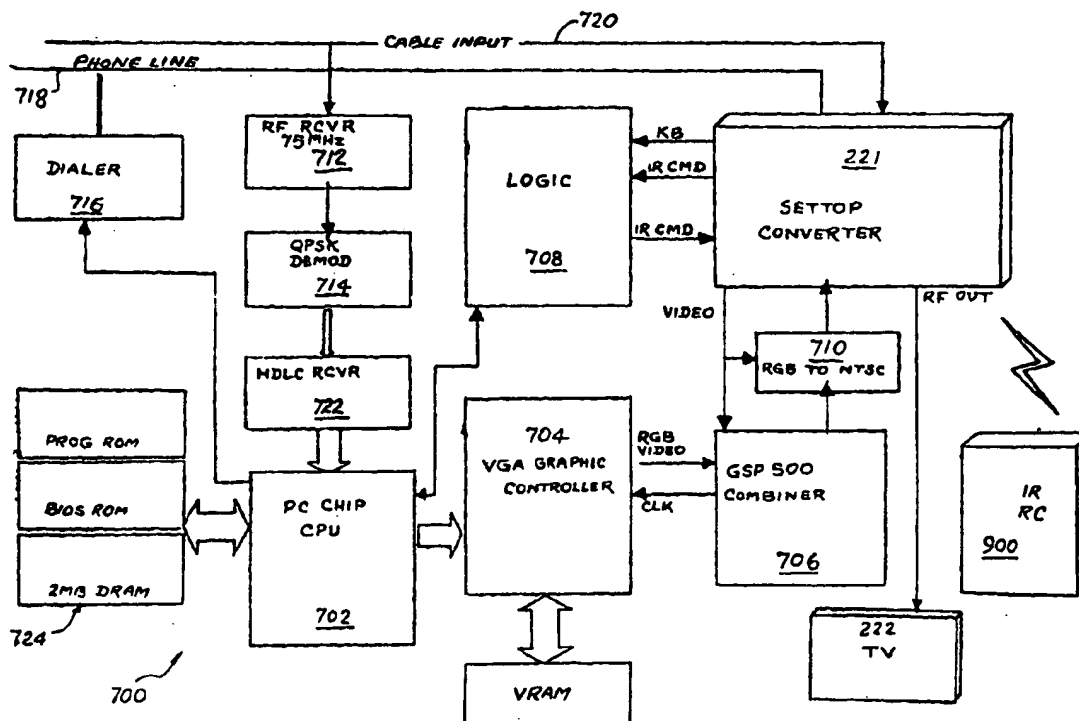 720
CABLE INPUT
PHONE LINE
718
DIALER
716
RF RCVR
75MHz
712
QPSK
DEMOD
714
HDLC RCVR
722
LOGIC
708
KB
IR CMD
IR CMD
221
SETTOP
CONVERTER
VIDEO
RF OUT
710
RGB TO NTSC
PROG ROM
BIOS ROM
2MB DRAM
724
PC CHIP
CPU
702
704
VGA GRAPHIC
CONTROLLER
RGB
VIDEO
CLK
GSP 500
COMBINER
706
IR
RC
900
222
TV
VRAM
700